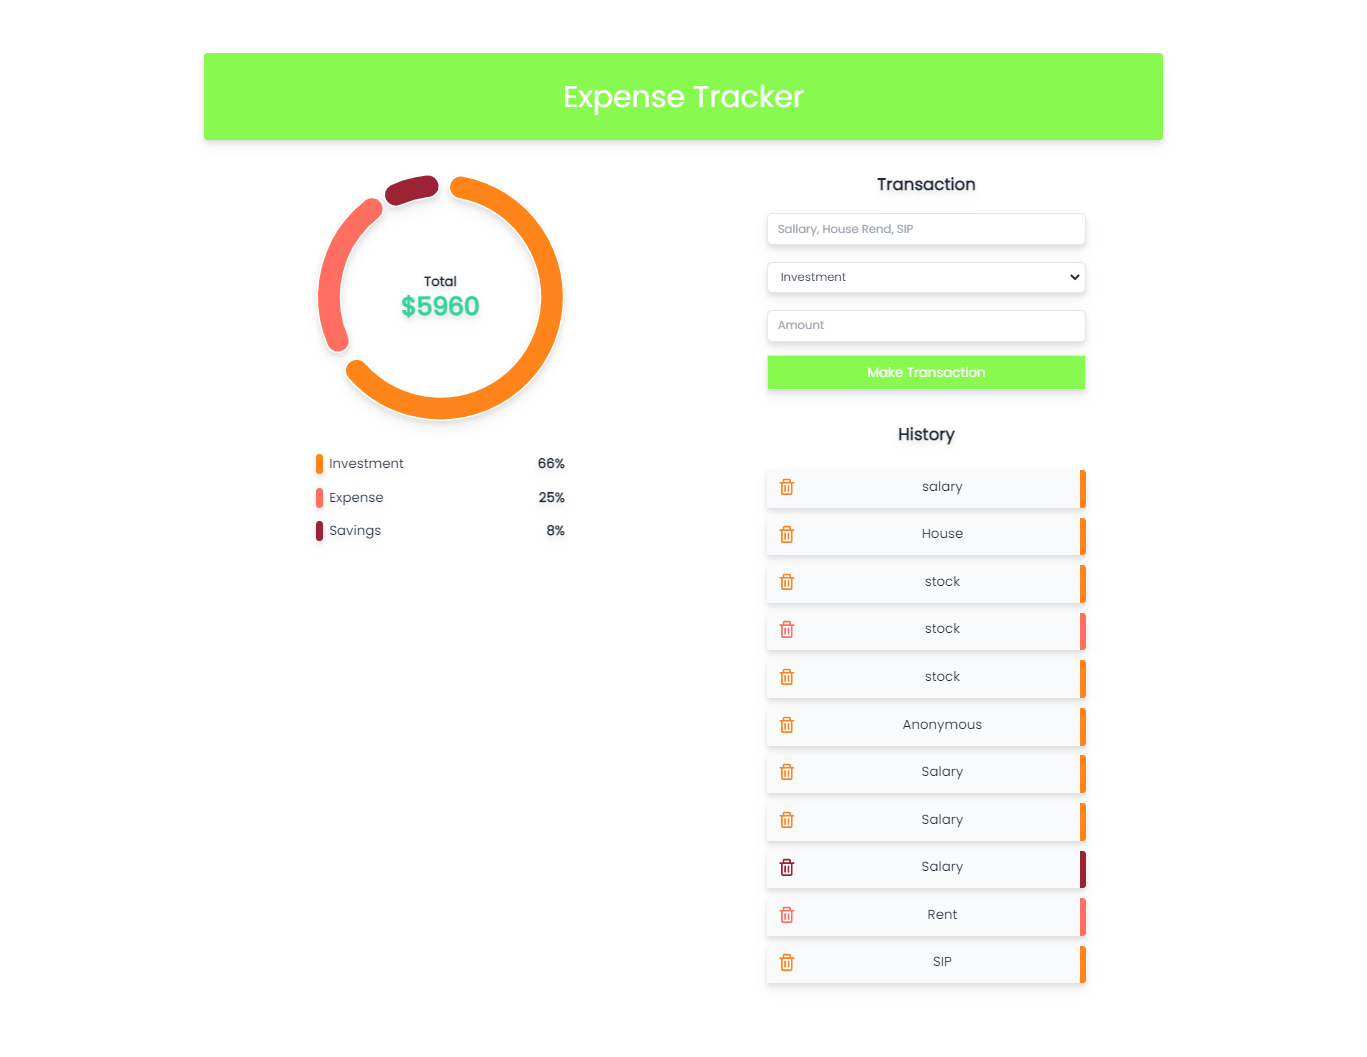 Expense Tracker
Total
$5960
Investment 66%
Expense 25%
Savings 8%
Transaction
Sallary, House Rend, SIP
Investment
Amount
Make Transaction
History
salary
House
stock
stock
stock
Anonymous
Salary
Salary
Salary
Rent
SIP